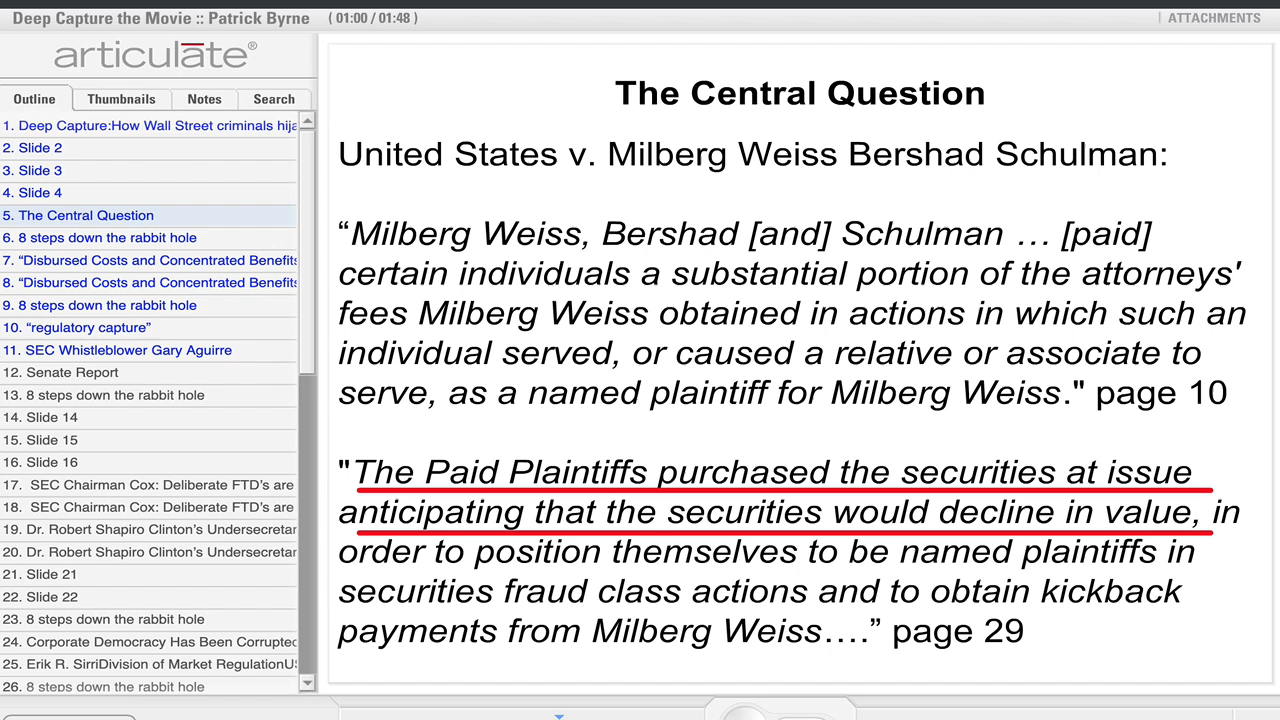 Deep Capture the Movie :: Patrick Byrne ( 01:00 / 01:48 ) ATTACHMENTS
articulate®
Outline Thumbnails Notes Search
1. Deep Capture:How Wall Street criminals hija
2. Slide 2
3. Slide 3
4. Slide 4
5. The Central Question
6. 8 steps down the rabbit hole
7. “Disbursed Costs and Concentrated Benefits
8. “Disbursed Costs and Concentrated Benefits
9. 8 steps down the rabbit hole
10. “regulatory capture”
11. SEC Whistleblower Gary Aguirre
12. Senate Report
13. 8 steps down the rabbit hole
14. Slide 14
15. Slide 15
16. Slide 16
17. SEC Chairman Cox: Deliberate FTD’s are
18. SEC Chairman Cox: Deliberate FTD’s are
19. Dr. Robert Shapiro Clinton’s Undersecretar
20. Dr. Robert Shapiro Clinton’s Undersecretar
21. Slide 21
22. Slide 22
23. 8 steps down the rabbit hole
24. Corporate Democracy Has Been Corrupted
25. Erik R. SirriDivision of Market RegulationUS
26. 8 steps down the rabbit hole
The Central Question
United States v. Milberg Weiss Bershad Schulman:
“Milberg Weiss, Bershad [and] Schulman … [paid]
certain individuals a substantial portion of the attorneys'
fees Milberg Weiss obtained in actions in which such an
individual served, or caused a relative or associate to
serve, as a named plaintiff for Milberg Weiss." page 10
"The Paid Plaintiffs purchased the securities at issue
anticipating that the securities would decline in value, in
order to position themselves to be named plaintiffs in
securities fraud class actions and to obtain kickback
payments from Milberg Weiss….” page 29